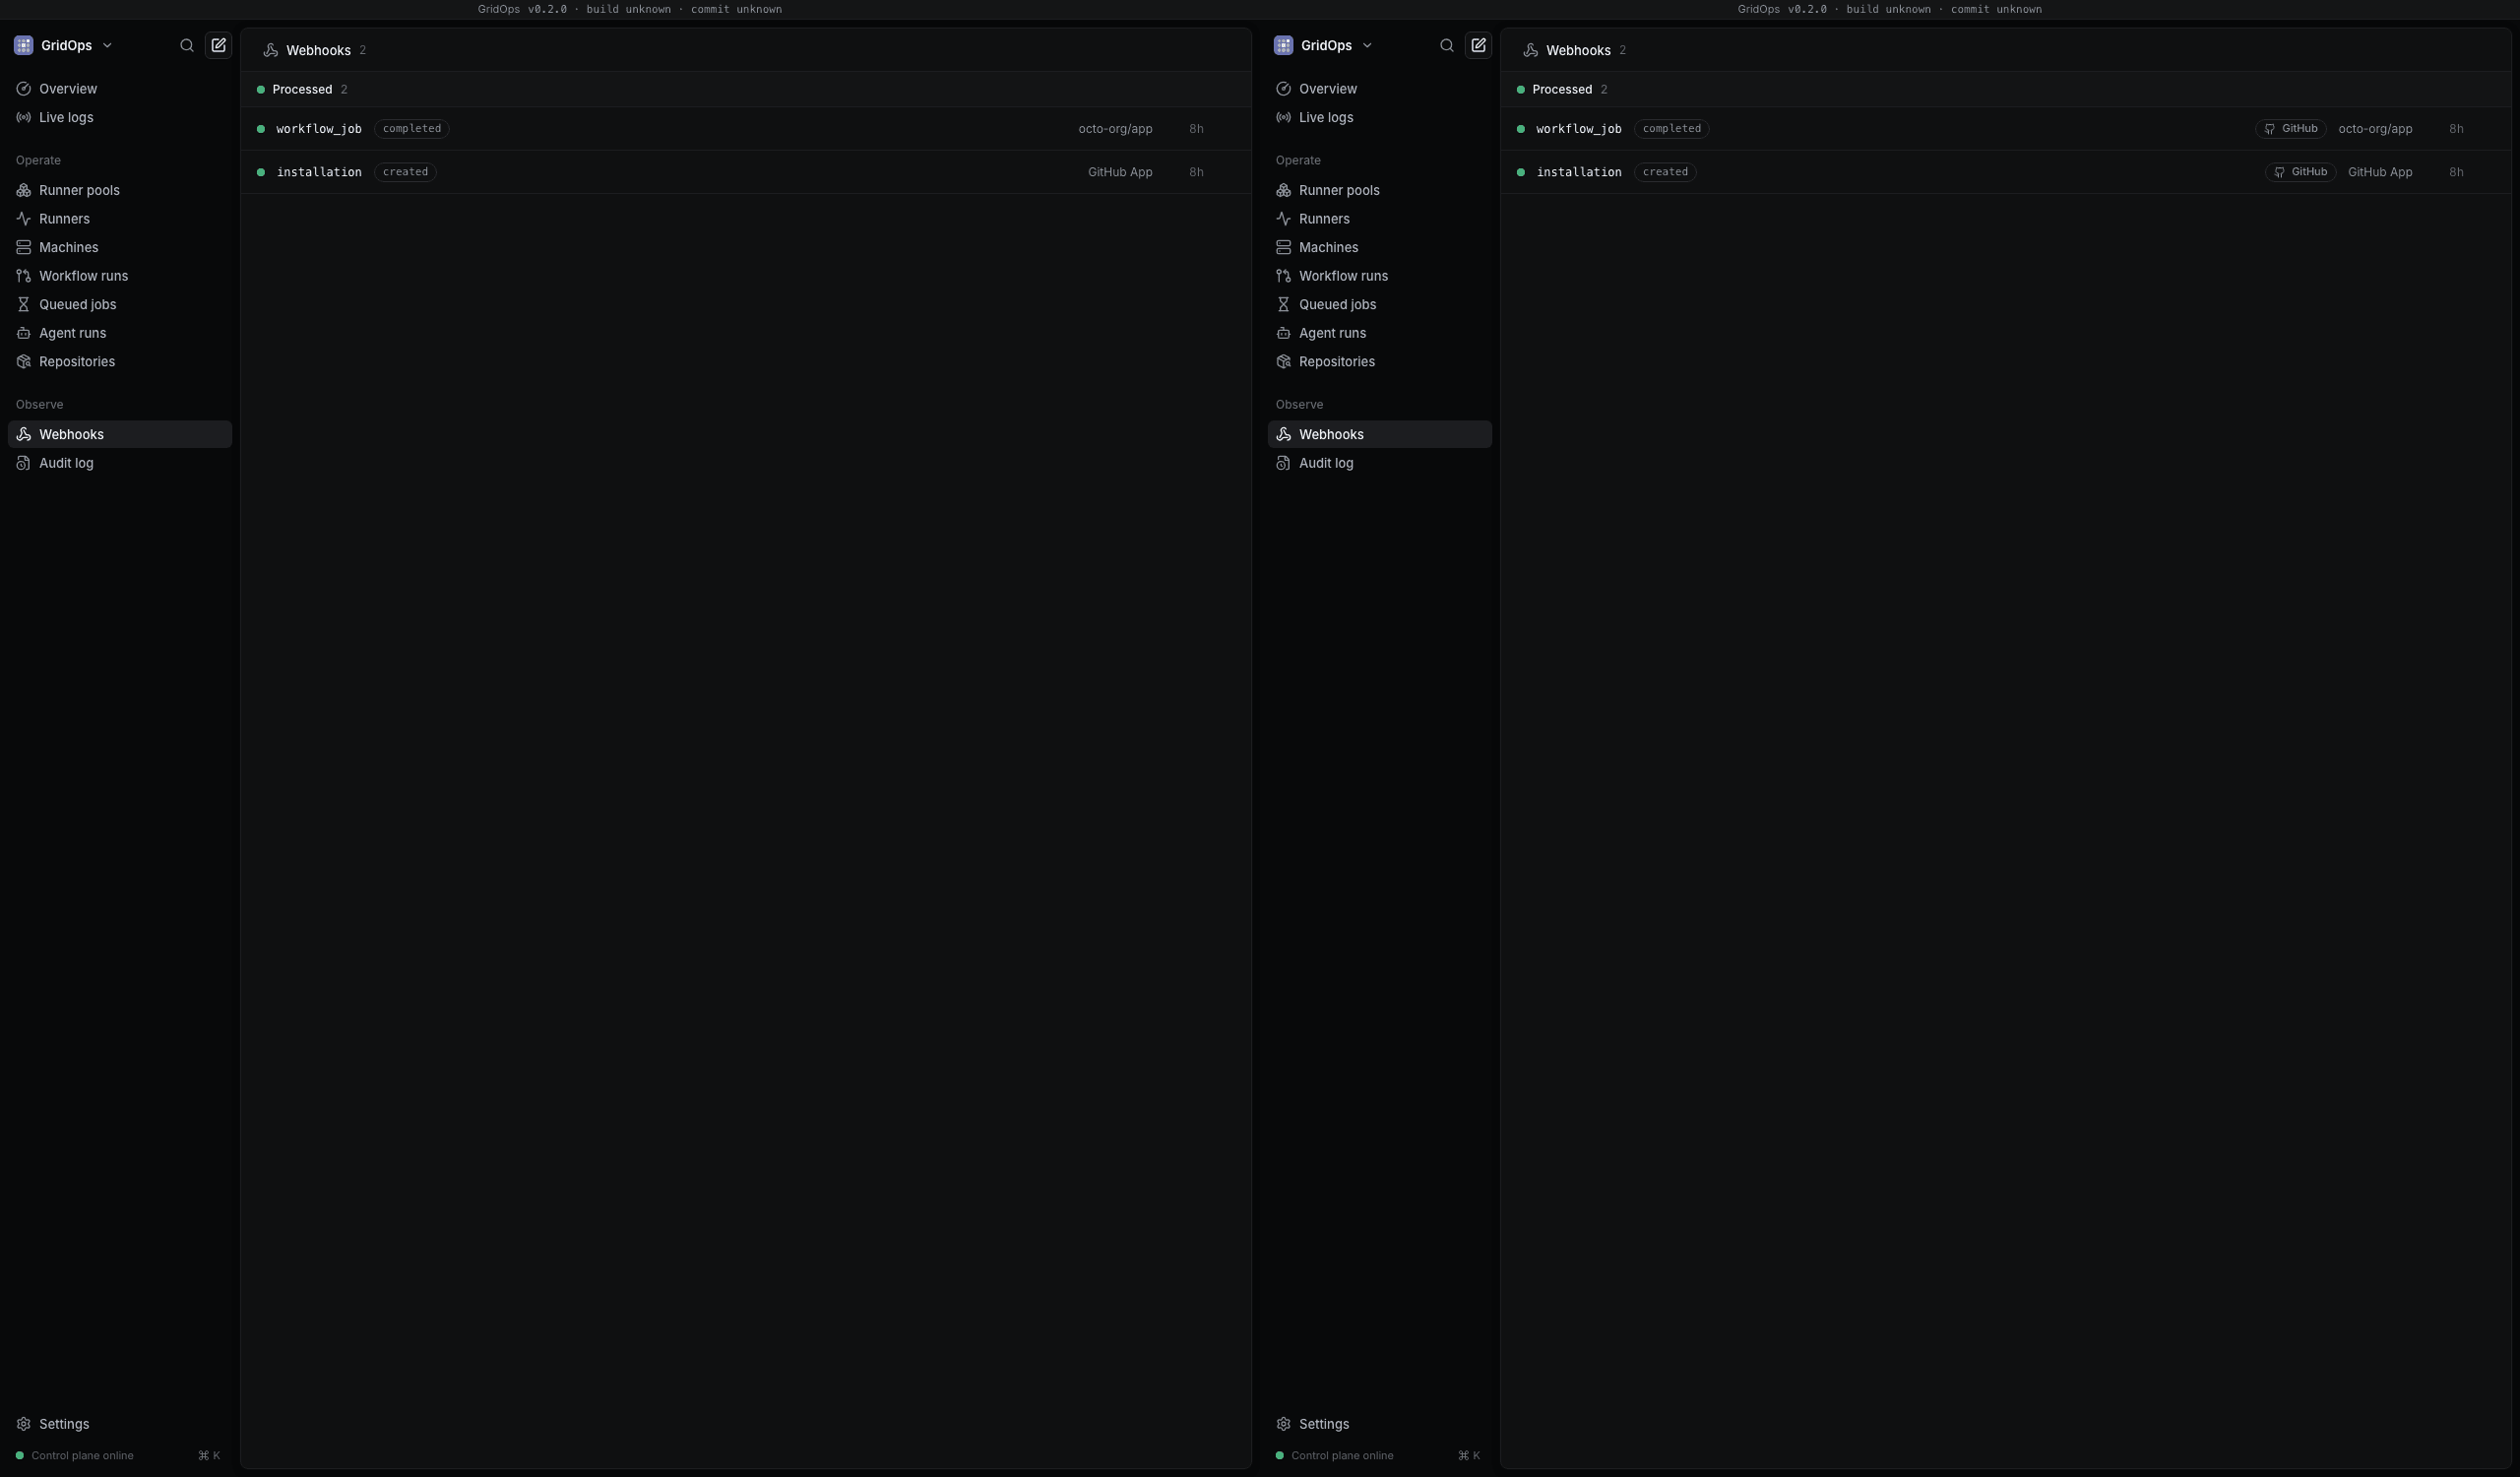 GridOps v0.2.0 · build unknown · commit unknown
GridOps
Overview
Live logs
Operate
Runner pools
Runners
Machines
Workflow runs
Queued jobs
Agent runs
Repositories
Observe
Webhooks
Audit log
Settings
Control plane online ⌘ K
Webhooks 2
Processed 2
workflow_job completed octo-org/app 8h
installation created GitHub App 8h
GridOps v0.2.0 · build unknown · commit unknown
GridOps
Overview
Live logs
Operate
Runner pools
Runners
Machines
Workflow runs
Queued jobs
Agent runs
Repositories
Observe
Webhooks
Audit log
Settings
Control plane online ⌘ K
Webhooks 2
Processed 2
workflow_job completed GitHub octo-org/app 8h
installation created GitHub GitHub App 8h